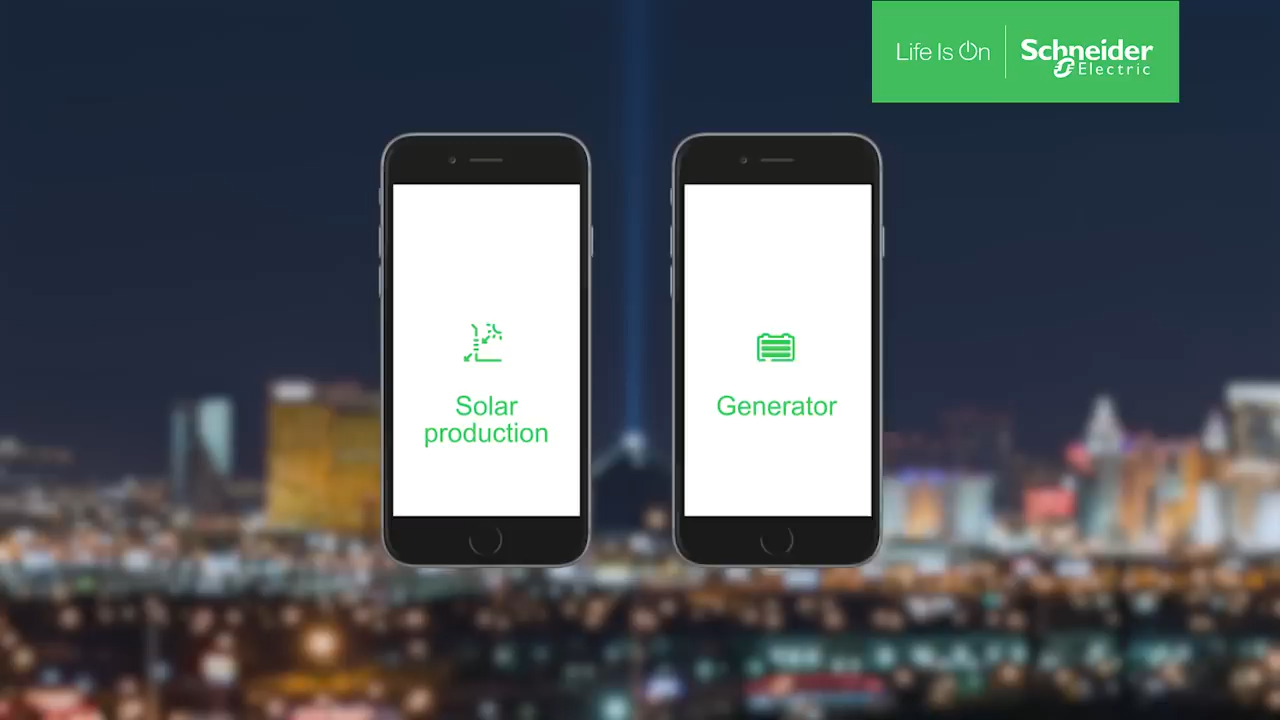 Life Is On
Schneider
Electric
Solar
production
Generator